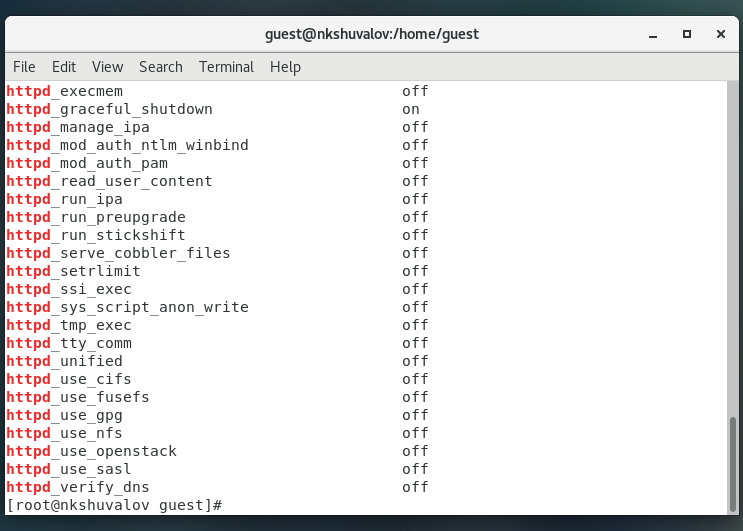 guest@nkshuvalov:/home/guest
File Edit View Search Terminal Help
httpd_execmem off
httpd_graceful_shutdown on
httpd_manage_ipa off
httpd_mod_auth_ntlm_winbind off
httpd_mod_auth_pam off
httpd_read_user_content off
httpd_run_ipa off
httpd_run_preupgrade off
httpd_run_stickshift off
httpd_serve_cobbler_files off
httpd_setrlimit off
httpd_ssi_exec off
httpd_sys_script_anon_write off
httpd_tmp_exec off
httpd_tty_comm off
httpd_unified off
httpd_use_cifs off
httpd_use_fusefs off
httpd_use_gpg off
httpd_use_nfs off
httpd_use_openstack off
httpd_use_sasl off
httpd_verify_dns off
[root@nkshuvalov guest]#